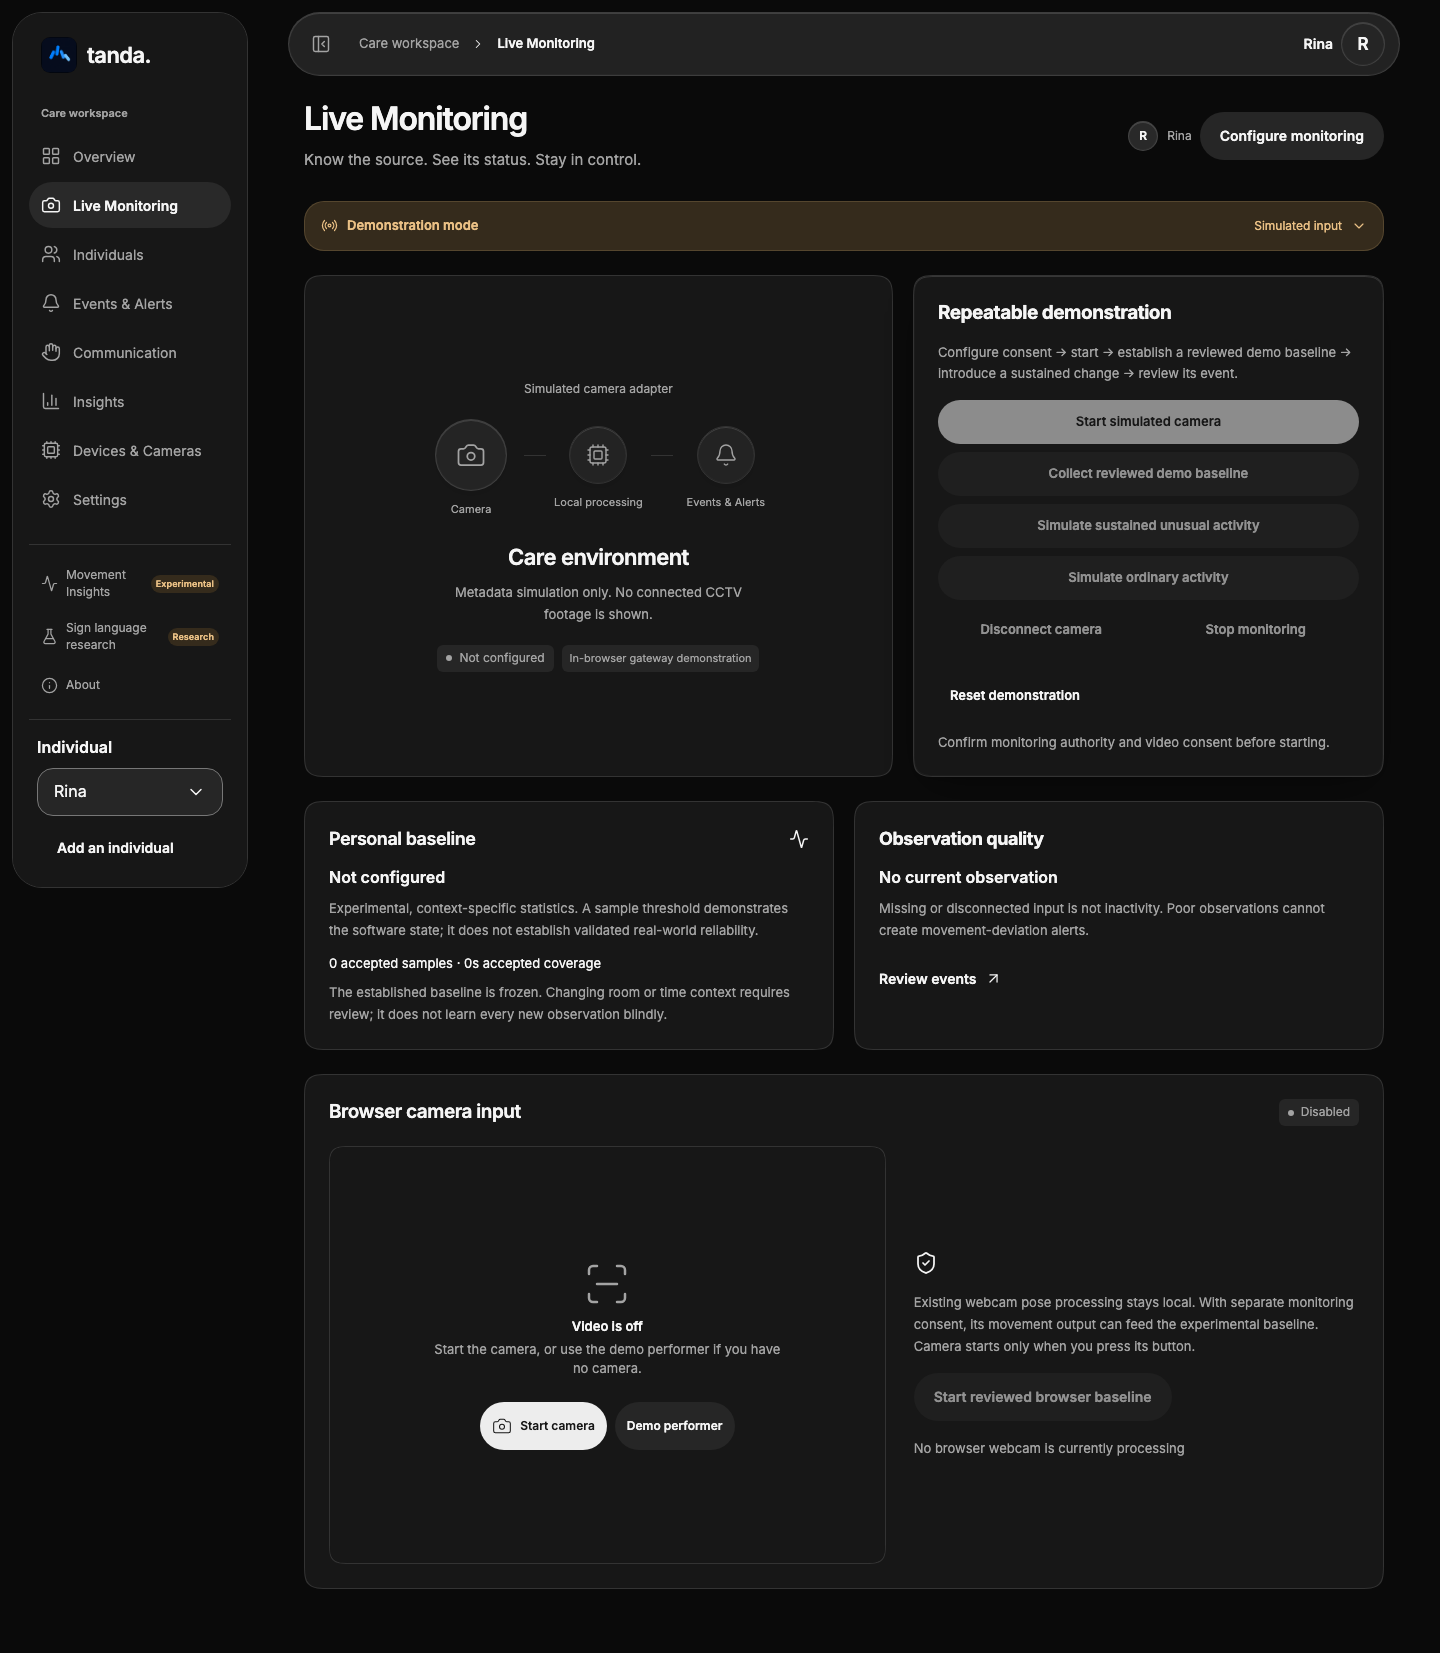 tanda.
Care workspace
Overview
Live Monitoring
Individuals
Events & Alerts
Communication
Insights
Devices & Cameras
Settings
Movement
Insights
Experimental
Sign language
research
Research
About
Individual
Rina
Add an individual
Care workspace
Live Monitoring
Rina
R
Live Monitoring
Know the source. See its status. Stay in control.
R
Rina
Configure monitoring
Demonstration mode
Simulated input
Simulated camera adapter
Camera
Local processing
Events & Alerts
Care environment
Metadata simulation only. No connected CCTV
footage is shown.
Not configured
In-browser gateway demonstration
Repeatable demonstration
Configure consent → start → establish a reviewed demo baseline →
introduce a sustained change → review its event.
Start simulated camera
Collect reviewed demo baseline
Simulate sustained unusual activity
Simulate ordinary activity
Disconnect camera
Stop monitoring
Reset demonstration
Confirm monitoring authority and video consent before starting.
Personal baseline
Not configured
Experimental, context-specific statistics. A sample threshold demonstrates
the software state; it does not establish validated real-world reliability.
0 accepted samples · 0s accepted coverage
The established baseline is frozen. Changing room or time context requires
review; it does not learn every new observation blindly.
Observation quality
No current observation
Missing or disconnected input is not inactivity. Poor observations cannot
create movement-deviation alerts.
Review events
Browser camera input
Disabled
Video is off
Start the camera, or use the demo performer if you have
no camera.
Start camera
Demo performer
Existing webcam pose processing stays local. With separate monitoring
consent, its movement output can feed the experimental baseline.
Camera starts only when you press its button.
Start reviewed browser baseline
No browser webcam is currently processing